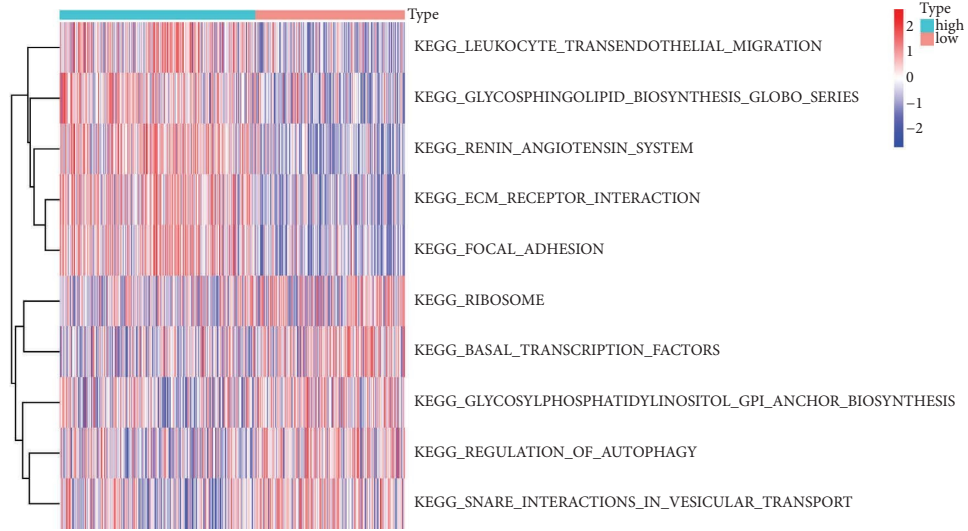 Type
KEGG_LEUKOCYTE_TRANSENDOTHELIAL_MIGRATION
KEGG_GLYCOSPHINGOLIPID_BIOSYNTHESIS_GLOBO_SERIES
KEGG_RENIN_ANGIOTENSIN_SYSTEM
KEGG_ECM_RECEPTOR_INTERACTION
KEGG_FOCAL_ADHESION
KEGG_RIBOSOME
KEGG_BASAL_TRANSCRIPTION_FACTORS
KEGG_GLYCOSYLPHOSPHATIDYLINOSITOL_GPI_ANCHOR_BIOSYNTHESIS
KEGG_REGULATION_OF_AUTOPHAGY
KEGG_SNARE_INTERACTIONS_IN_VESICULAR_TRANSPORT
2
1
0
−1
−2
Type
high
low